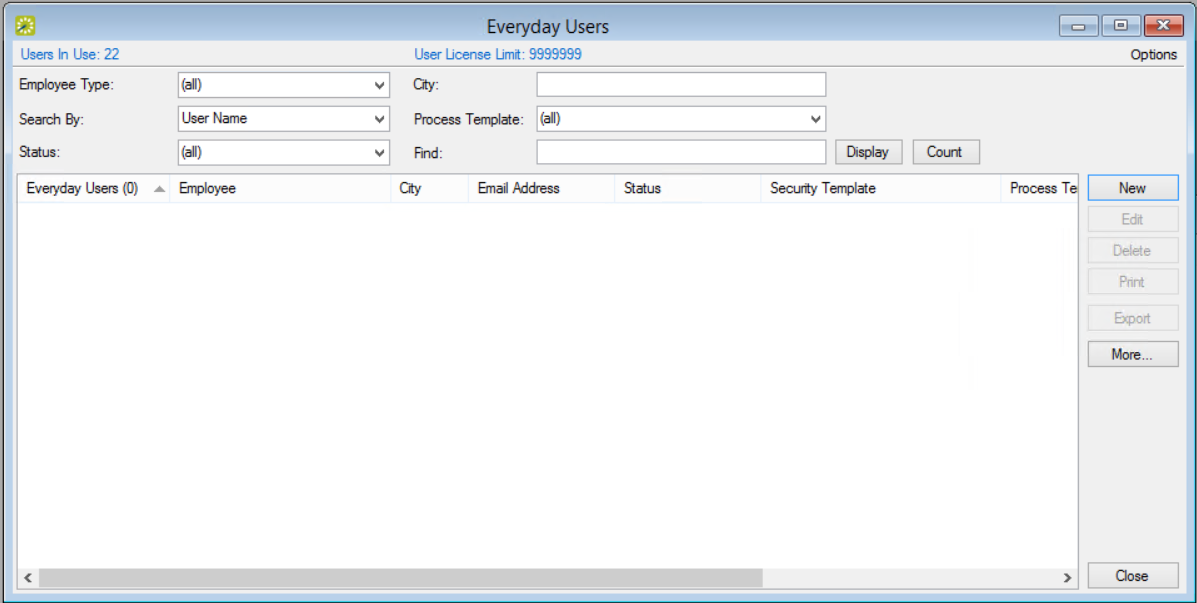 Everyday Users
Users In Use: 22 User License Limit: 9999999 Options
Employee Type: (all) City:
Search By: User Name Process Template: (all)
Status: (all) Find: Display Count
Everyday Users (0) Employee City Email Address Status Security Template Process Te New
Edit
Delete
Print
Export
More...
Close